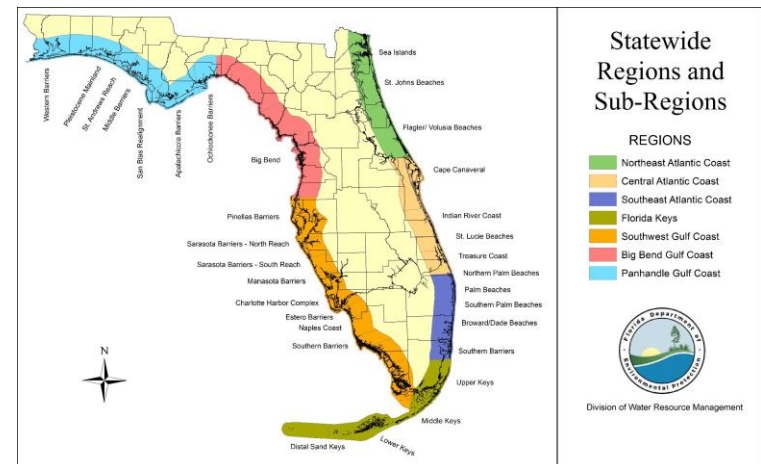 Statewide
Regions and
Sub-Regions
REGIONS
Northeast Atlantic Coast
Central Atlantic Coast
Southeast Atlantic Coast
Florida Keys
Southwest Gulf Coast
Big Bend Gulf Coast
Panhandle Gulf Coast
Florida Department of
Environmental Protection
Division of Water Resource Management
Western Barriers
Pleistocene Mainland
St. Andrews Reach
Middle Barriers
San Blas Realignment
Apalachicola Barriers
Ochlockonee Barriers
Big Bend
Pinellas Barriers
Sarasota Barriers - North Reach
Sarasota Barriers - South Reach
Manasota Barriers
Charlotte Harbor Complex
Estero Barriers
Naples Coast
Southern Barriers
Distal Sand Keys
Lower Keys
Middle Keys
Upper Keys
Sea Islands
St. Johns Beaches
Flagler/ Volusia Beaches
Cape Canaveral
Indian River Coast
St. Lucie Beaches
Treasure Coast
Northern Palm Beaches
Palm Beaches
Southern Palm Beaches
Broward/Dade Beaches
Southern Barriers
N